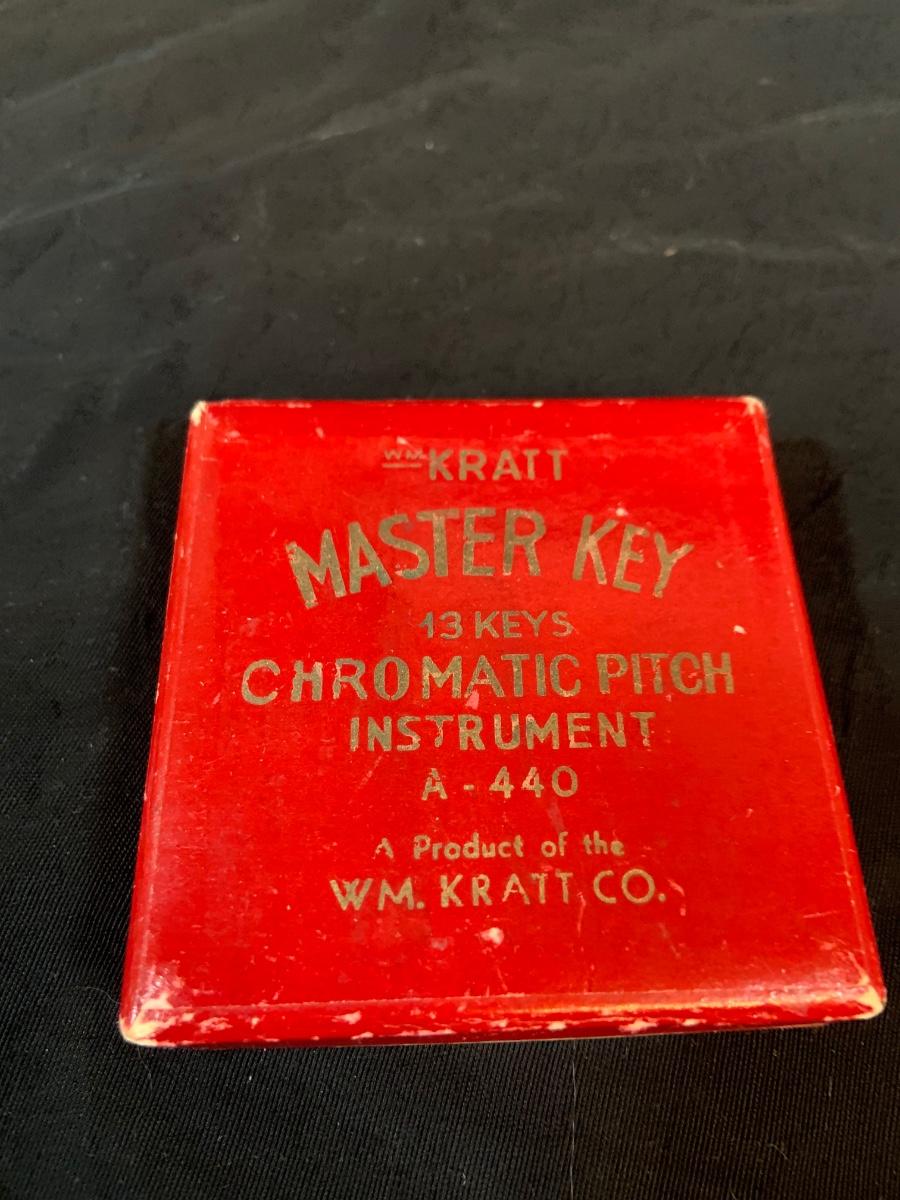 WM. KRATT
MASTER KEY
13 KEYS
CHROMATIC PITCH
INSTRUMENT
A - 440
A Product of the
WM. KRATT CO.